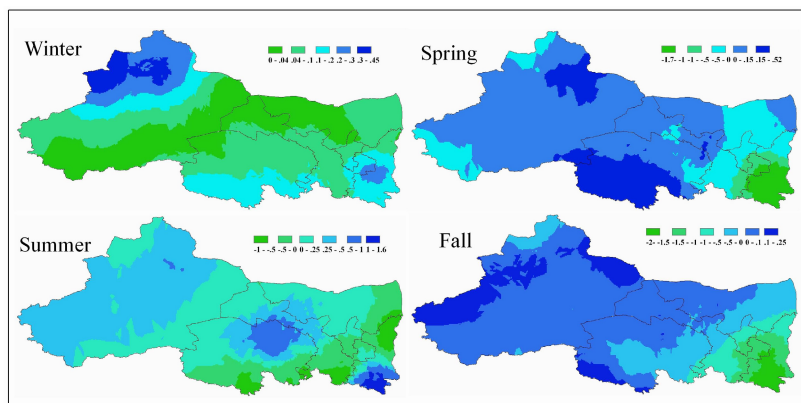 Winter
0 - .04 .04 - .1 .1 - .2 .2 - .3 .3 - .45
Spring
-1.7- -1 -1 - -.5 -.5 - 0 0 - .15 .15 - .52
Summer
-1 - -.5 -.5 - 0 0 - .25 .25 - .5 .5 - 1 1 - 1.6
Fall
-2- -1.5 -1.5 - -1 -1 - -.5 -.5 - 0 0 - .1 .1 - .25